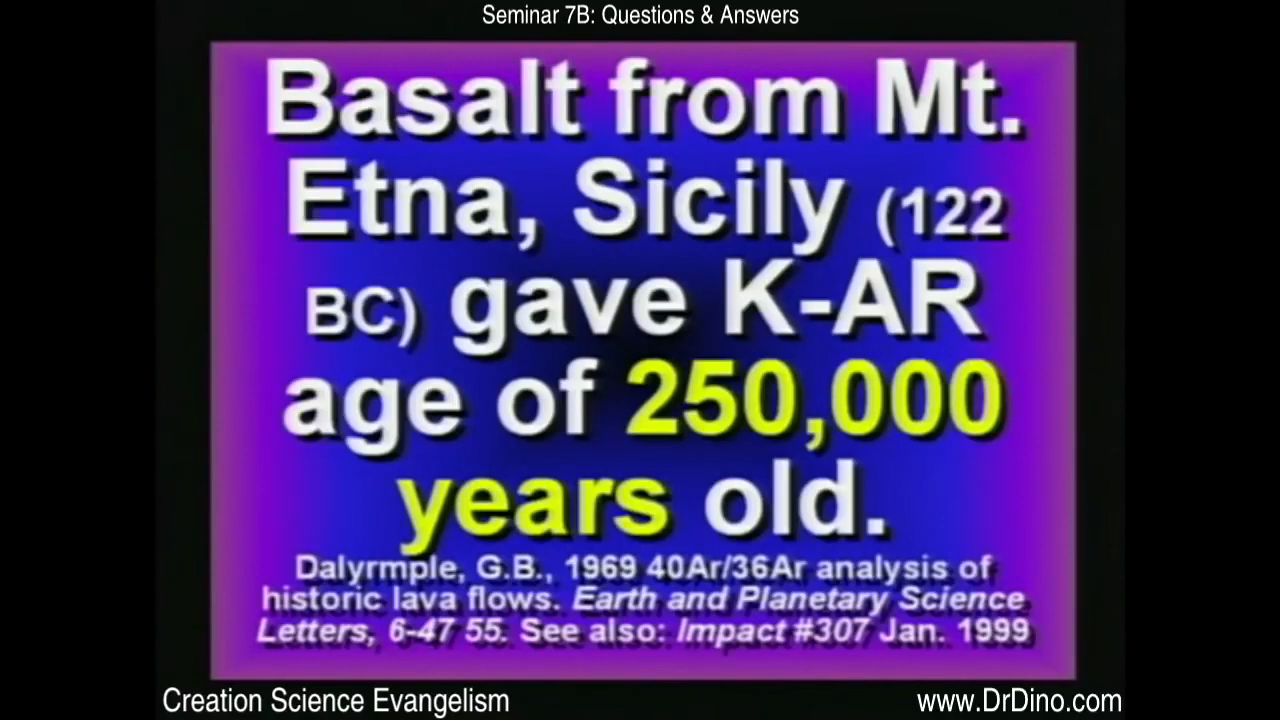 Seminar 7B: Questions & Answers
Basalt from Mt.
Etna, Sicily (122
BC) gave K-AR
age of 250,000
years old.
Dalyrmple, G.B., 1969 40Ar/36Ar analysis of
historic lava flows. Earth and Planetary Science
Letters, 6-47 55. See also: Impact #307 Jan. 1999
Creation Science Evangelism
www.DrDino.com